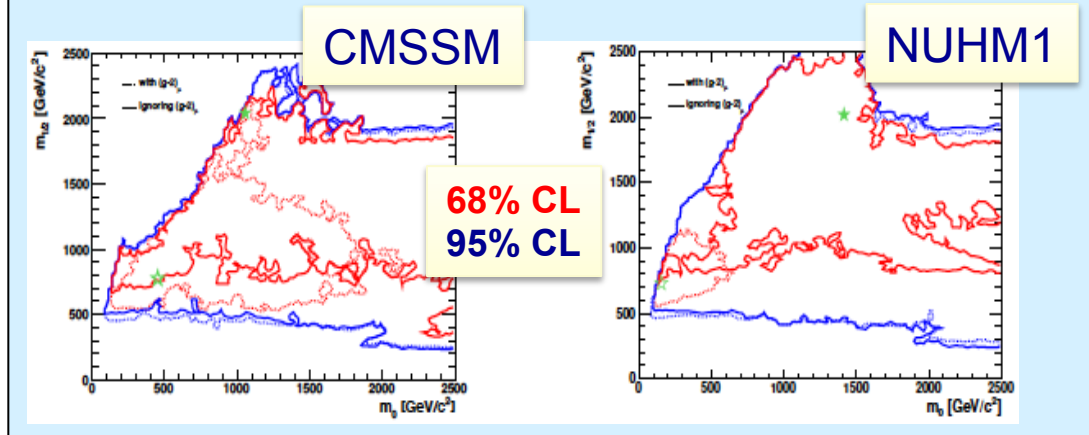 CMSSM
NUHM1
m1/2 [GeV/c²]
2500
2000
1500
1000
500
0
with (g-2)μ
ignoring (g-2)μ
0 500 1000 1500 2000 2500
m0 [GeV/c²]
68% CL
95% CL
m1/2 [GeV/c²]
2500
2000
1500
1000
500
0
with (g-2)μ
ignoring (g-2)μ
0 500 1000 1500 2000 2500
m0 [GeV/c²]